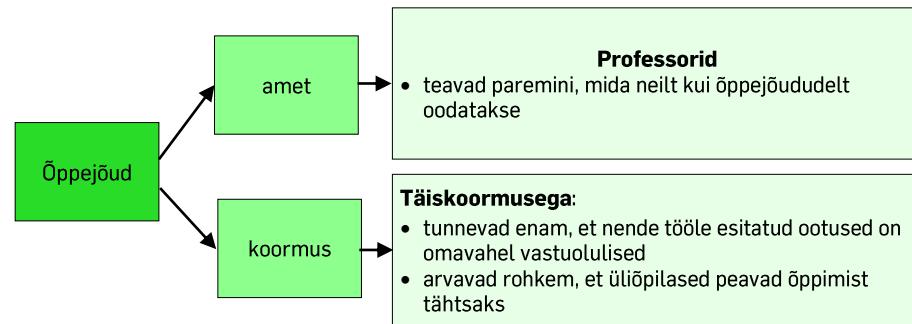 Õppejõud
amet
Professorid
• teavad paremini, mida neilt kui õppejõududelt
oodatakse
koormus
Täiskoormusega:
• tunnevad enam, et nende tööle esitatud ootused on
omavahel vastuolulised
• arvavad rohkem, et üliõpilased peavad õppimist
tähtsaks